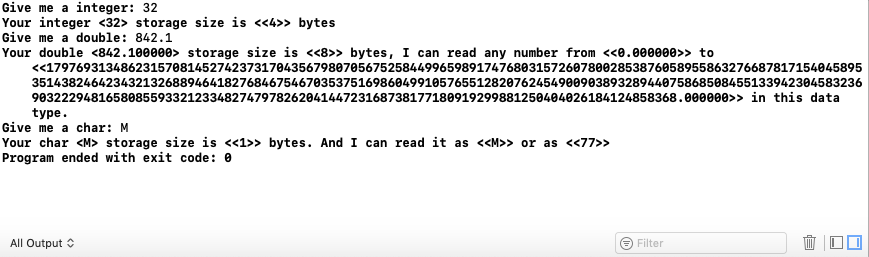 Give me a integer: 32
Your integer <32> storage size is <<4>> bytes
Give me a double: 842.1
Your double <842.100000> storage size is <<8>> bytes, I can read any number from <<0.000000>> to
<<179769313486231570814527423731704356798070567525844996598917476803157260780028538760589558632766878171540458953514382464234321326889464182768467546703537516986049910576551282076245490090389328944075868508455133942304583236903222948165808559332123348274797826204144723168738177180919299881250404026184124858368.000000>> in this data
type.
Give me a char: M
Your char <M> storage size is <<1>> bytes. And I can read it as <<M>> or as <<77>>
Program ended with exit code: 0
All Output
Filter